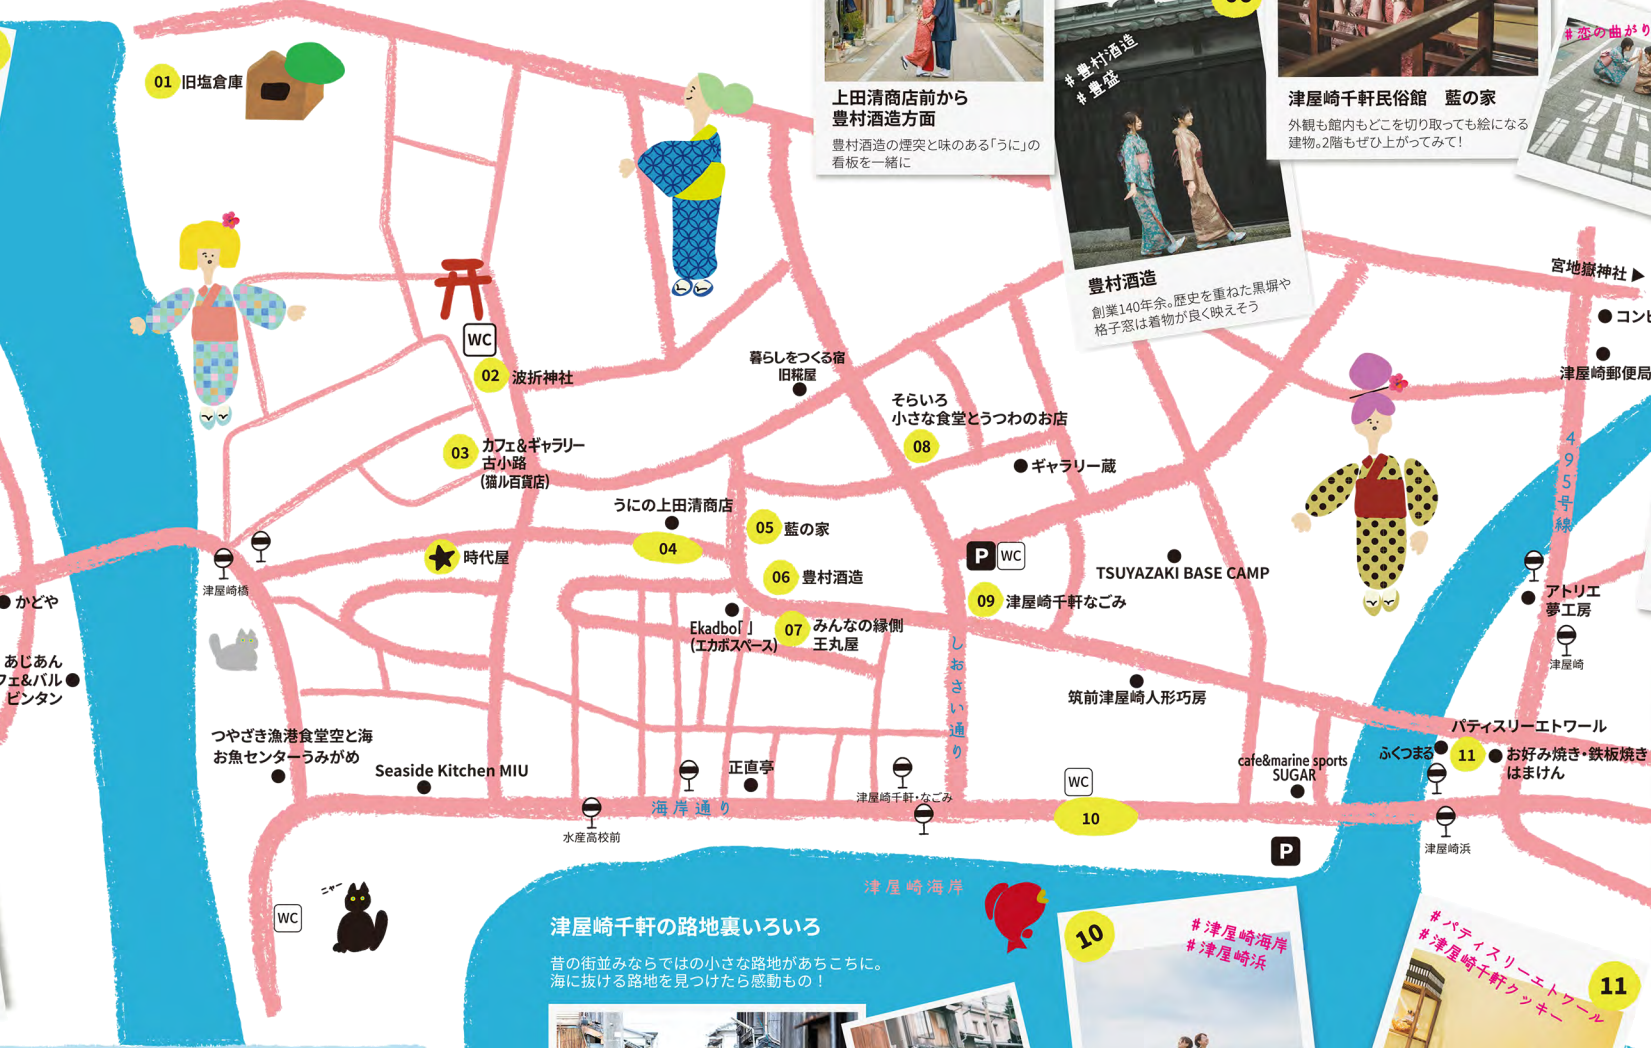 01 旧塩倉庫
上田清商店前から
豊村酒造方面
豊村酒造の煙突と味のある「うに」の
看板を一緒に
#豊村酒造
#豊盛
豊村酒造
創業140年余。歴史を重ねた黒塀や
格子窓は着物が良く映えそう
津屋崎千軒民俗館 藍の家
外観も館内もどこを切り取っても絵になる
建物。2階もぜひ上がってみて!
#恋の曲がり
宮地嶽神社 ▶
コンビ
津屋崎郵便局
WC
02 波折神社
暮らしをつくる宿
旧糀屋
そらいろ
小さな食堂とうつわのお店
08
ギャラリー蔵
03 カフェ&ギャラリー
古小路
(猫ル百貨店)
495号線
うにの上田清商店
04
05 藍の家
時代屋
06 豊村酒造
P WC
09 津屋崎千軒なごみ
TSUYAZAKI BASE CAMP
津屋崎橋
かどや
Ekadbo「」
(エカボスペース)
07 みんなの縁側
王丸屋
アトリエ
夢工房
津屋崎
あじあん
フェ&バル
ビンタン
しおさい通り
筑前津屋崎人形巧房
つやざき漁港食堂空と海
お魚センターうみがめ
Seaside Kitchen MIU
正直亭
津屋崎千軒・なごみ
海岸通り
水産高校前
WC
10
cafe&marine sports
SUGAR
パティスリーエトワール
ふくつまる
11
お好み焼き・鉄板焼き
はまけん
津屋崎浜
P
ニャー
WC
津屋崎海岸
津屋崎千軒の路地裏いろいろ
昔の街並みならではの小さな路地があちこちに。
海に抜ける路地を見つけたら感動もの!
10
#津屋崎海岸
#津屋崎浜
#パティスリーエトワール
#津屋崎千軒クッキー
11